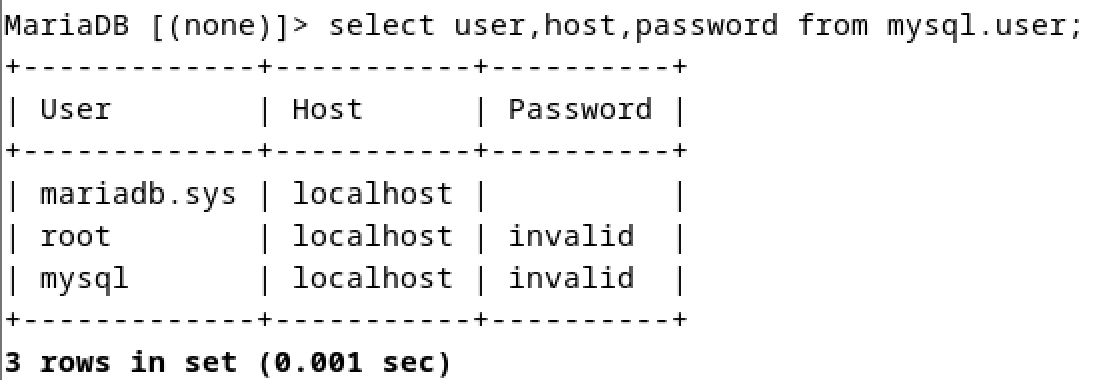 MariaDB [(none)]> select user,host,password from mysql.user;
+-------------+-----------+----------+
| User        | Host      | Password |
+-------------+-----------+----------+
| mariadb.sys | localhost |          |
| root        | localhost | invalid  |
| mysql       | localhost | invalid  |
+-------------+-----------+----------+
3 rows in set (0.001 sec)